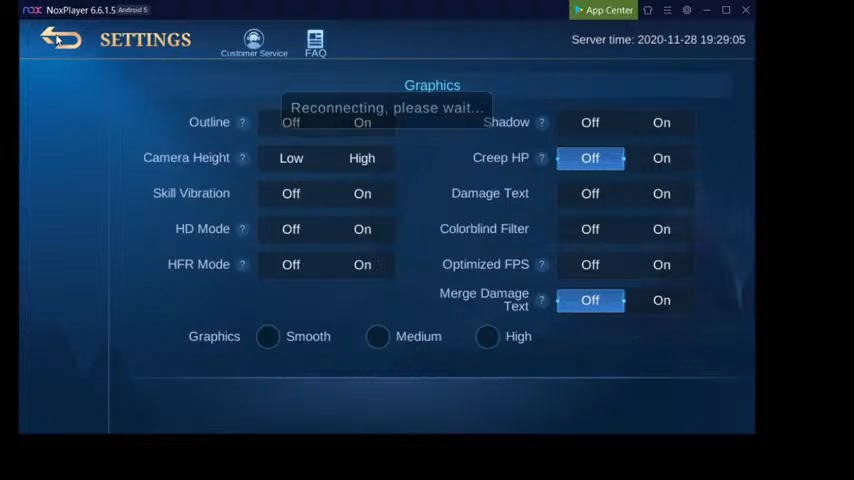 nox NoxPlayer 6.6.1.5 Android 5
App Center
SETTINGS
Customer Service
FAQ
Server time: 2020-11-28 19:29:05
Graphics
Reconnecting, please wait...
Outline ? Off On
Shadow ? Off On
Camera Height ? Low High
Creep HP ? Off On
Skill Vibration Off On
Damage Text Off On
HD Mode ? Off On
Colorblind Filter Off On
HFR Mode ? Off On
Optimized FPS ? Off On
Merge Damage
Text ? Off On
Graphics Smooth Medium High